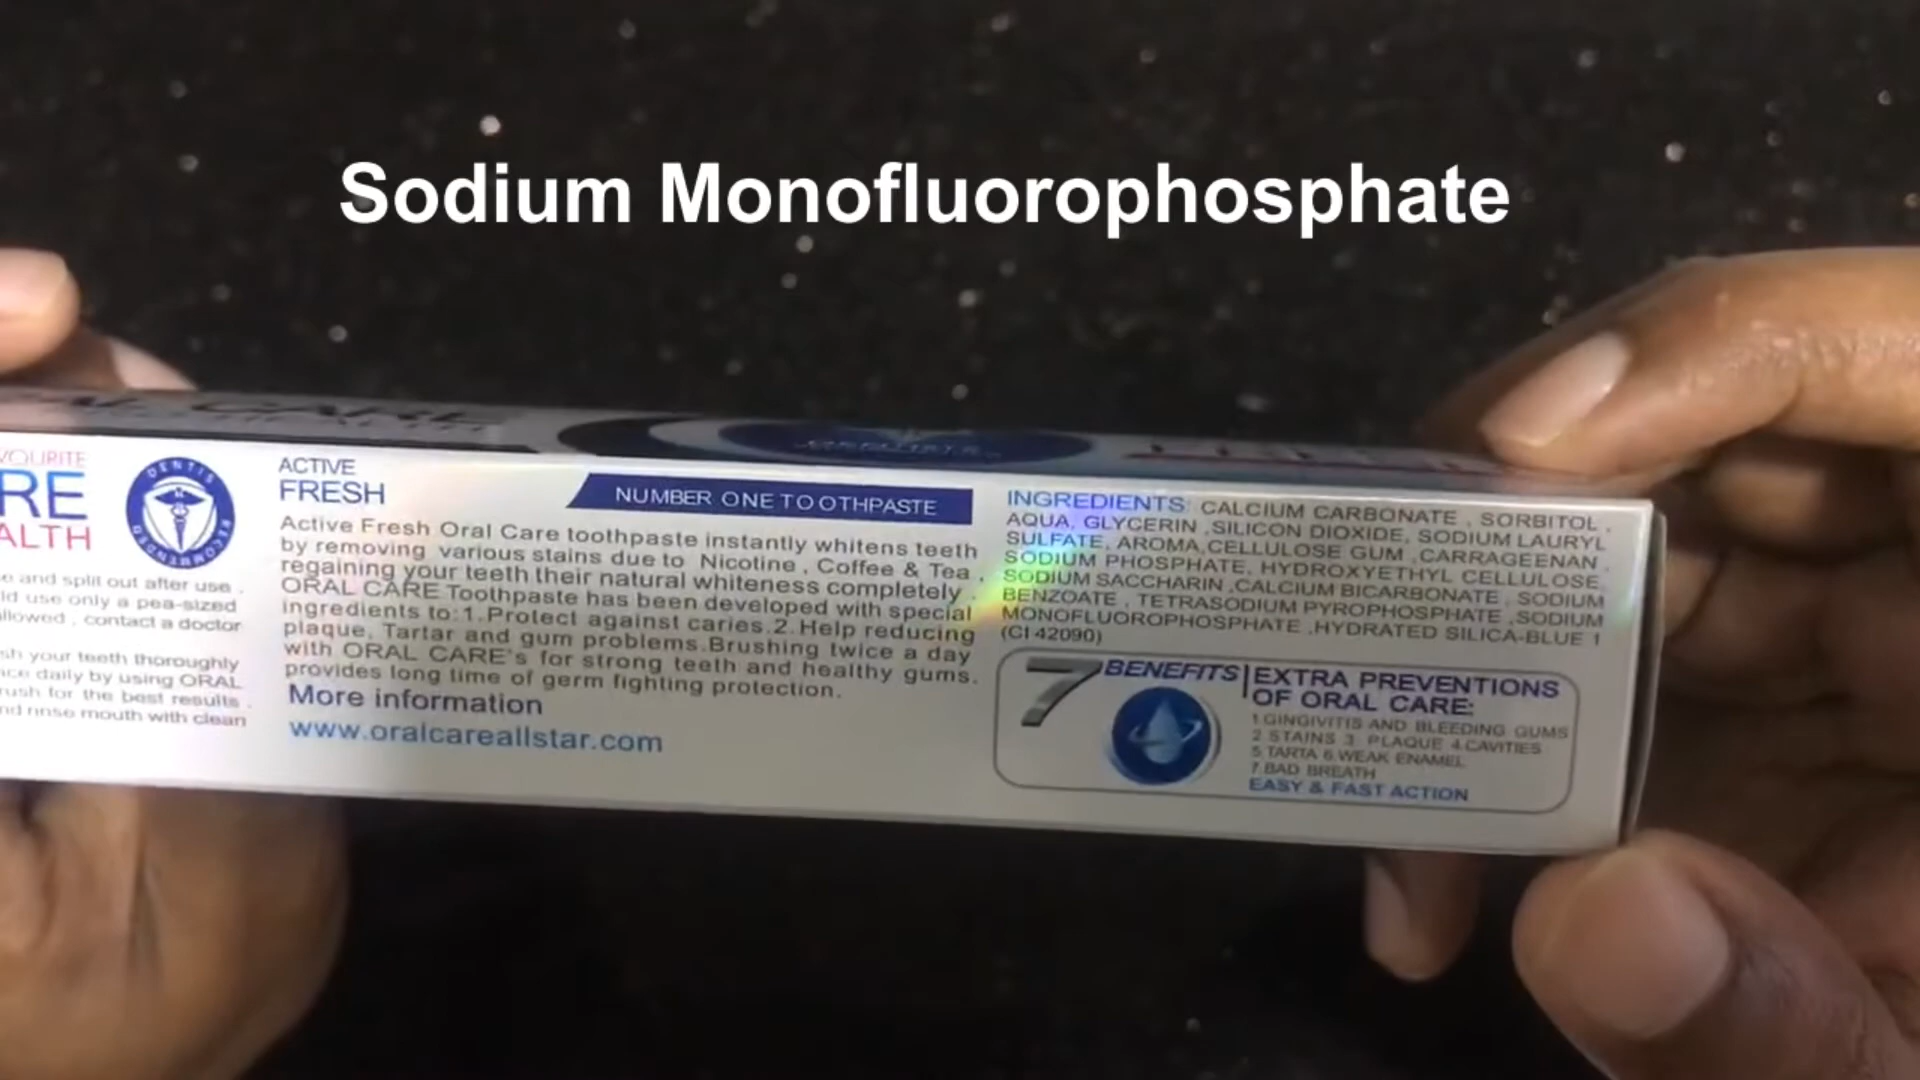 Sodium Monofluorophosphate
AL CARE
VOURITE
RE
ALTH
DENTIS
RECOMMENDED
e and split out after use .
ld use only a pea-sized
allowed , contact a doctor
sh your teeth thoroughly
ice daily by using ORAL
rush for the best results .
nd rinse mouth with clean
ACTIVE
FRESH
NUMBER ONE TOOTHPASTE
Active Fresh Oral Care toothpaste instantly whitens teeth
by removing various stains due to Nicotine , Coffee & Tea ,
regaining your teeth their natural whiteness completely .
ORAL CARE Toothpaste has been developed with special
ingredients to:1.Protect against caries.2.Help reducing
plaque, Tartar and gum problems.Brushing twice a day
with ORAL CARE's for strong teeth and healthy gums.
provides long time of germ fighting protection.
More information
www.oralcareallstar.com
INGREDIENTS: CALCIUM CARBONATE , SORBITOL ,
AQUA, GLYCERIN ,SILICON DIOXIDE, SODIUM LAURYL
SULFATE, AROMA,CELLULOSE GUM ,CARRAGEENAN ,
SODIUM PHOSPHATE, HYDROXYETHYL CELLULOSE,
SODIUM SACCHARIN ,CALCIUM BICARBONATE , SODIUM
BENZOATE , TETRASODIUM PYROPHOSPHATE ,SODIUM
MONOFLUOROPHOSPHATE ,HYDRATED SILICA-BLUE 1
(CI 42090)
7 BENEFITS
EXTRA PREVENTIONS
OF ORAL CARE:
1.GINGIVITIS AND BLEEDING GUMS
2.STAINS 3. PLAQUE 4.CAVITIES
5.TARTA 6.WEAK ENAMEL
7.BAD BREATH
EASY & FAST ACTION